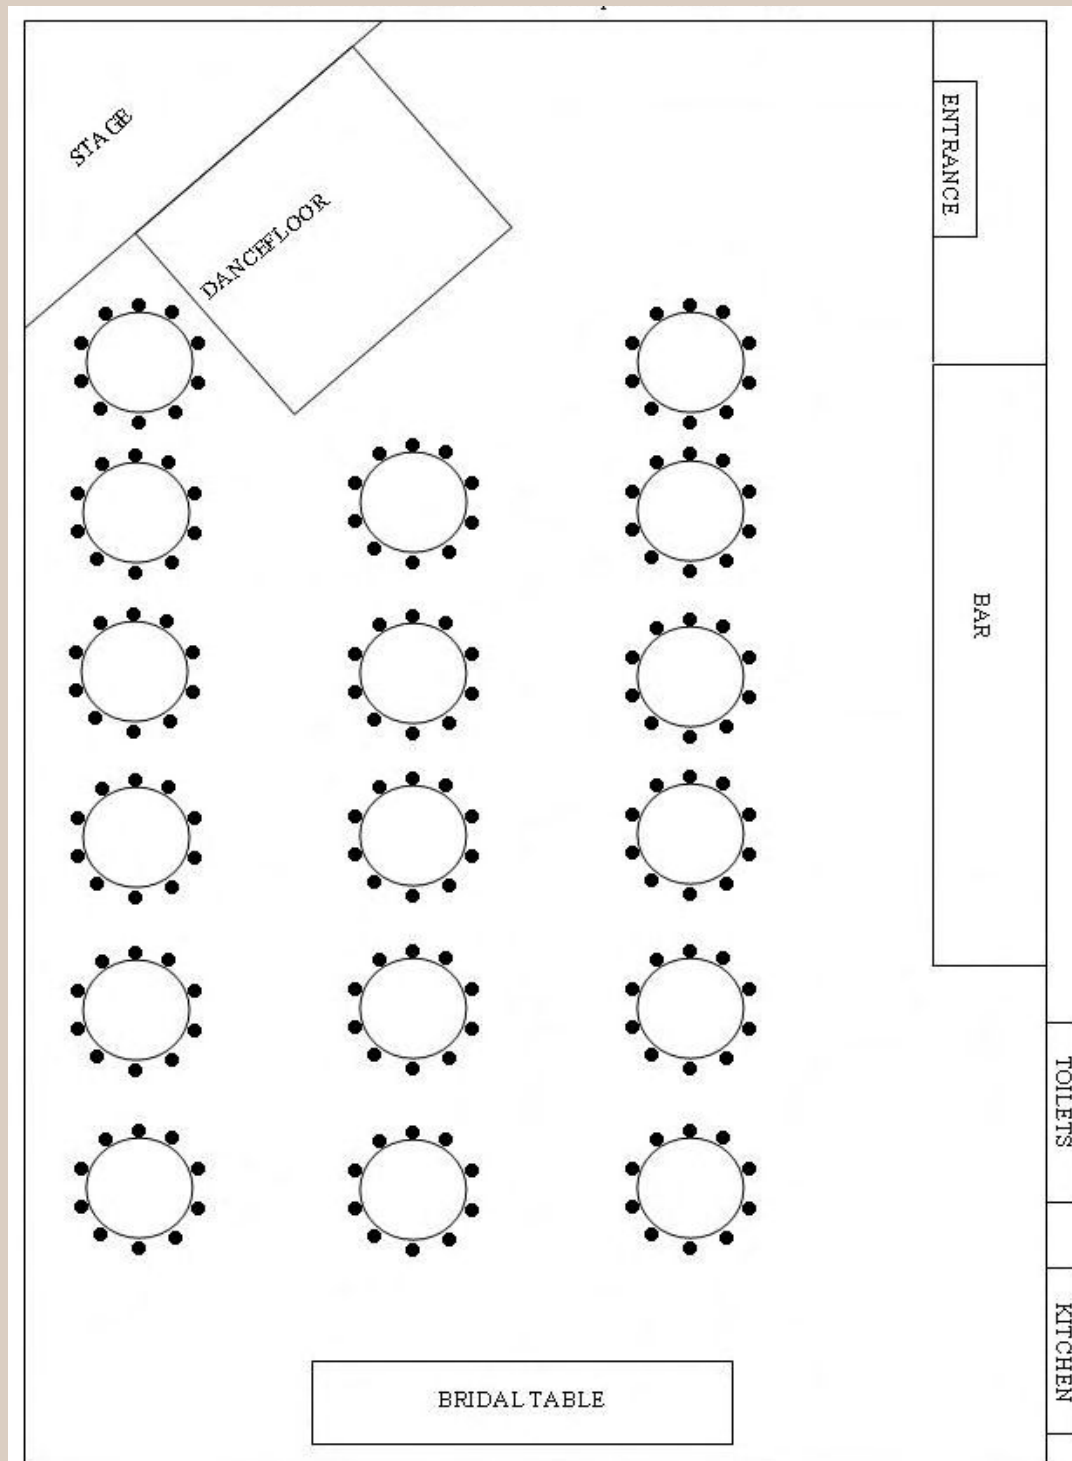 STAGE
DANCEFLOOR
ENTRANCE
BAR
TOILETS
KITCHEN
BRIDAL TABLE